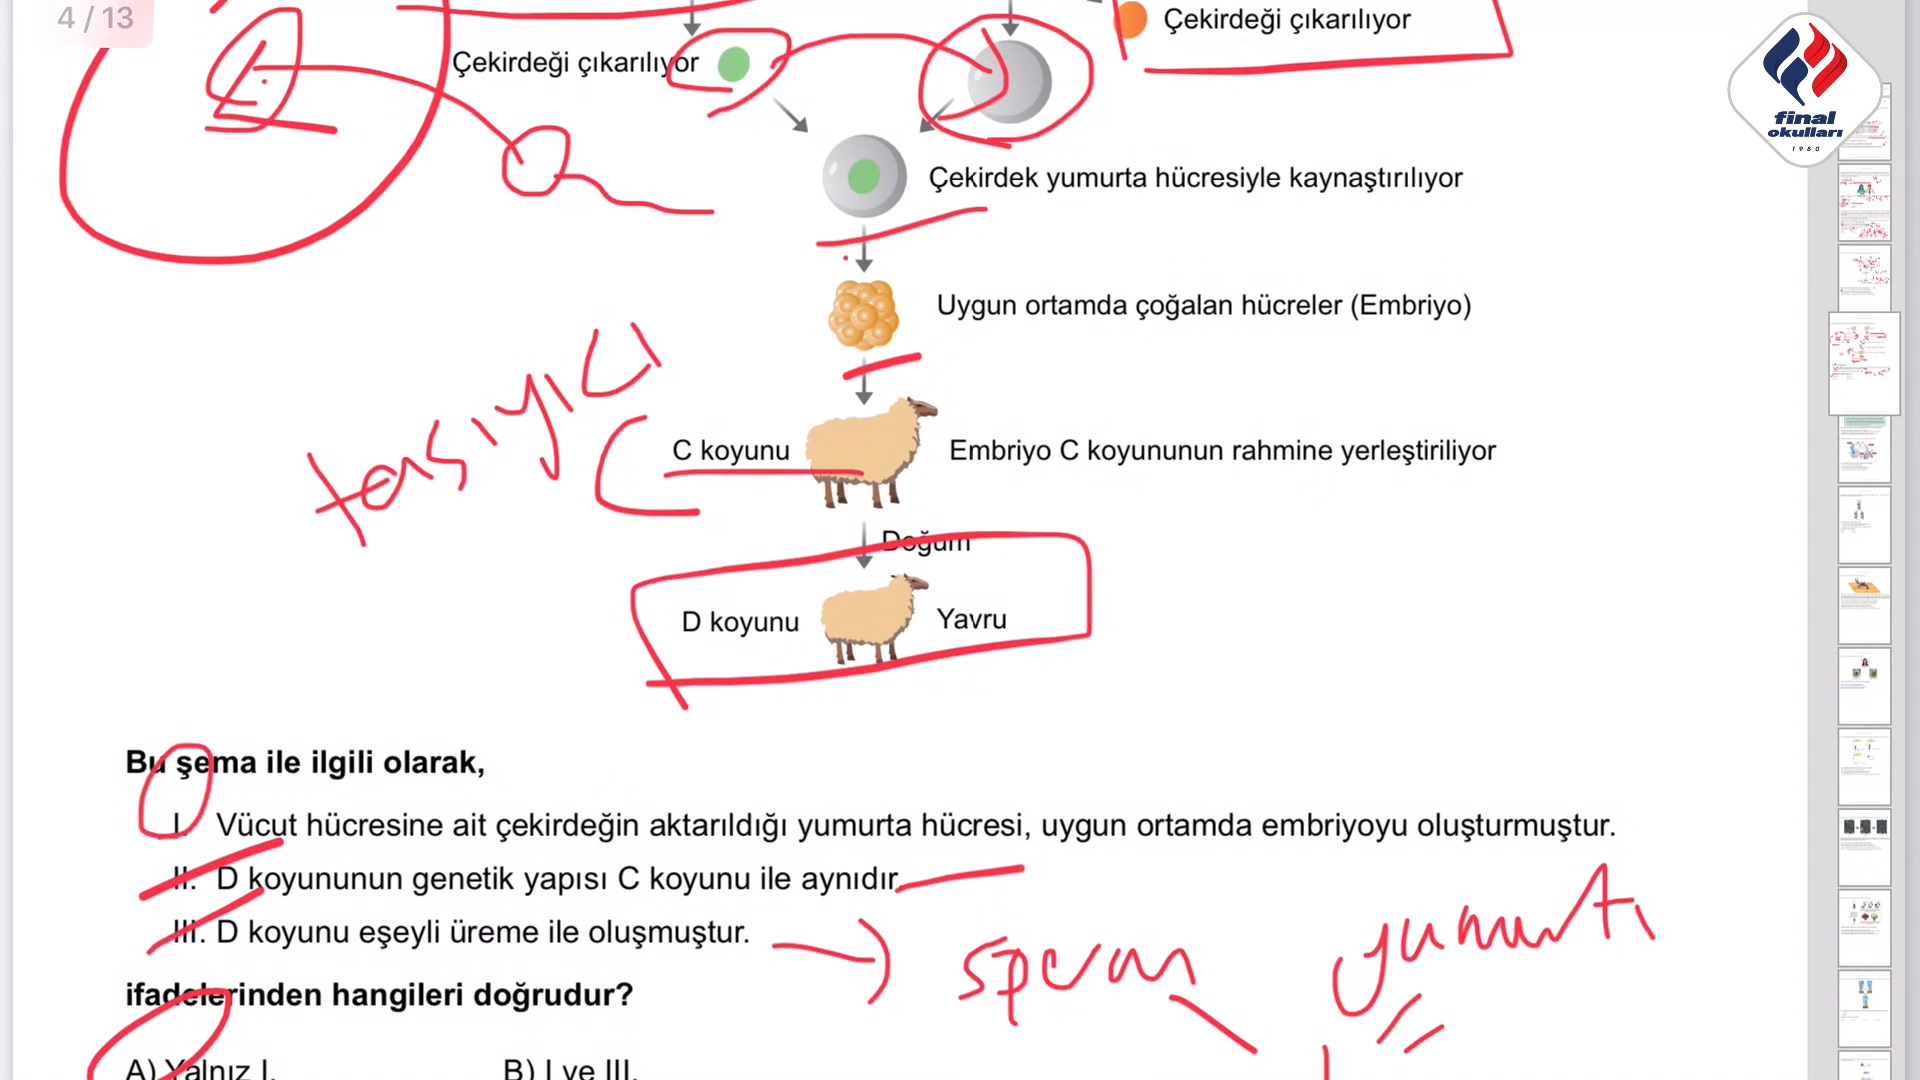 4 / 13
Çekirdeği çıkarılıyor
final
okulları
1980
Çekirdeği çıkarılıyor
Çekirdek yumurta hücresiyle kaynaştırılıyor
Uygun ortamda çoğalan hücreler (Embriyo)
tasıyıcı
C koyunu
Embriyo C koyununun rahmine yerleştiriliyor
Doğum
D koyunu
Yavru
Bu şema ile ilgili olarak,
I. Vücut hücresine ait çekirdeğin aktarıldığı yumurta hücresi, uygun ortamda embriyoyu oluşturmuştur.
II. D koyununun genetik yapısı C koyunu ile aynıdır.
III. D koyunu eşeyli üreme ile oluşmuştur.
sperm
yumurta
ifadelerinden hangileri doğrudur?
A) Yalnız I.
B) I ve III.